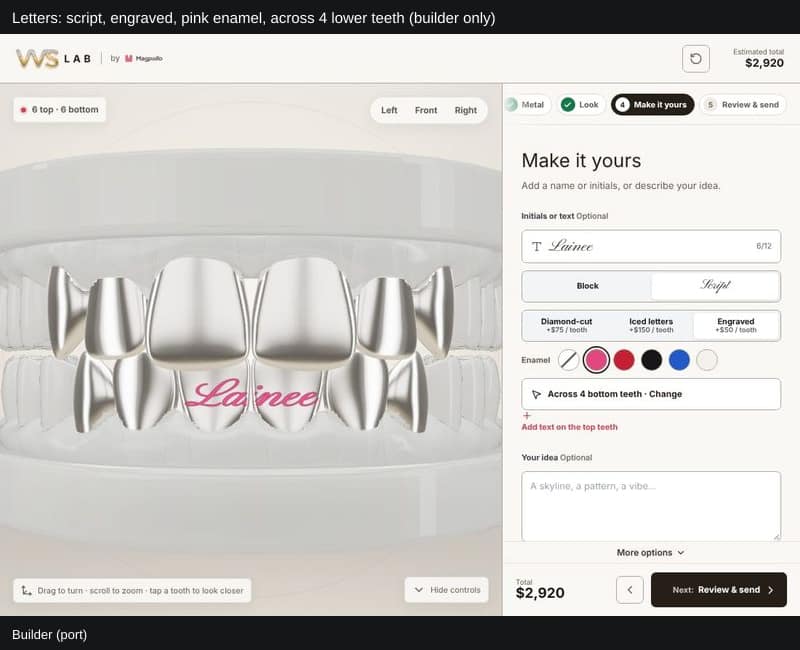 Letters: script, engraved, pink enamel, across 4 lower teeth (builder only)
VVS LAB by Magpullo
Estimated total
$2,920
6 top · 6 bottom
Left Front Right
Metal Look 4 Make it yours 5 Review & send
Make it yours
Add a name or initials, or describe your idea.
Initials or text Optional
T Lainee 6/12
Block Script
Diamond-cut Iced letters Engraved
+$75 / tooth +$150 / tooth +$50 / tooth
Enamel
Lainee
Across 4 bottom teeth · Change
+
Add text on the top teeth
Your idea Optional
A skyline, a pattern, a vibe...
More options
Drag to turn · scroll to zoom · tap a tooth to look closer
Hide controls
Total
$2,920
Next: Review & send
Builder (port)